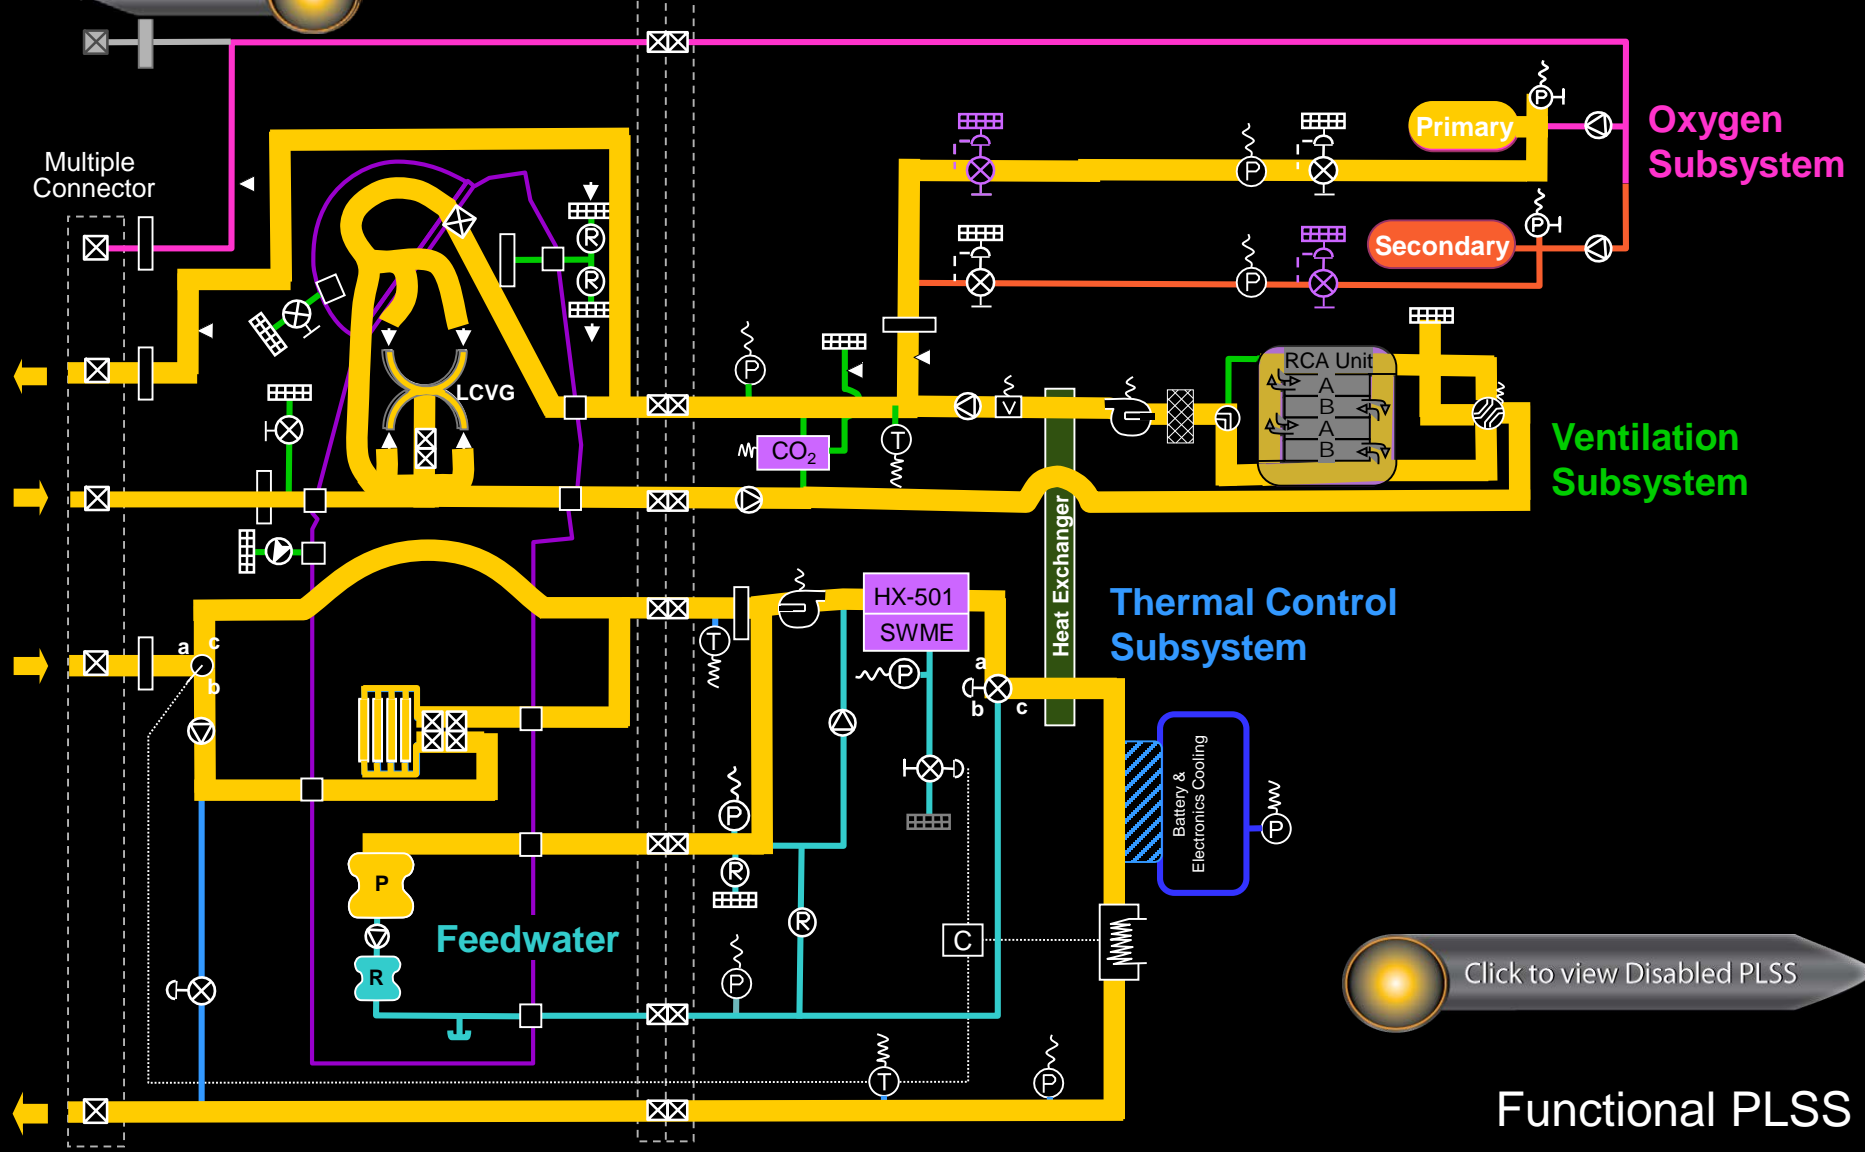 Multiple
Connector
Primary
Oxygen
Subsystem
P
P
Secondary
P
P
R
R
P
LCVG
RCA Unit
A
B
A
B
V
T
CO2
Ventilation
Subsystem
Heat Exchanger
HX-501
SWME
Thermal Control
Subsystem
a
c
b
T
P
a
b
c
Battery &
Electronics Cooling
P
P
R
P
R
Feedwater
R
C
P
Click to view Disabled PLSS
T
P
Functional PLSS